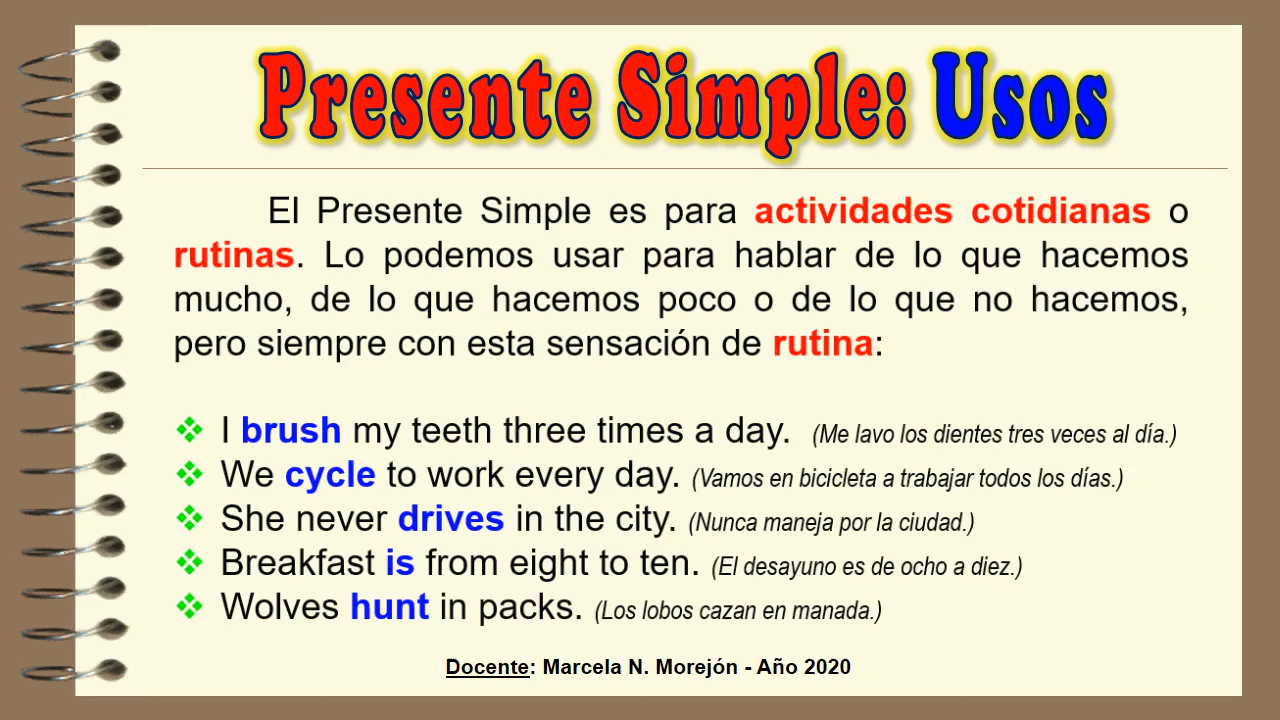 Presente Simple: Usos
El Presente Simple es para actividades cotidianas o
rutinas. Lo podemos usar para hablar de lo que hacemos
mucho, de lo que hacemos poco o de lo que no hacemos,
pero siempre con esta sensación de rutina:
❖ I brush my teeth three times a day. (Me lavo los dientes tres veces al día.)
❖ We cycle to work every day. (Vamos en bicicleta a trabajar todos los días.)
❖ She never drives in the city. (Nunca maneja por la ciudad.)
❖ Breakfast is from eight to ten. (El desayuno es de ocho a diez.)
❖ Wolves hunt in packs. (Los lobos cazan en manada.)
Docente: Marcela N. Morejón - Año 2020